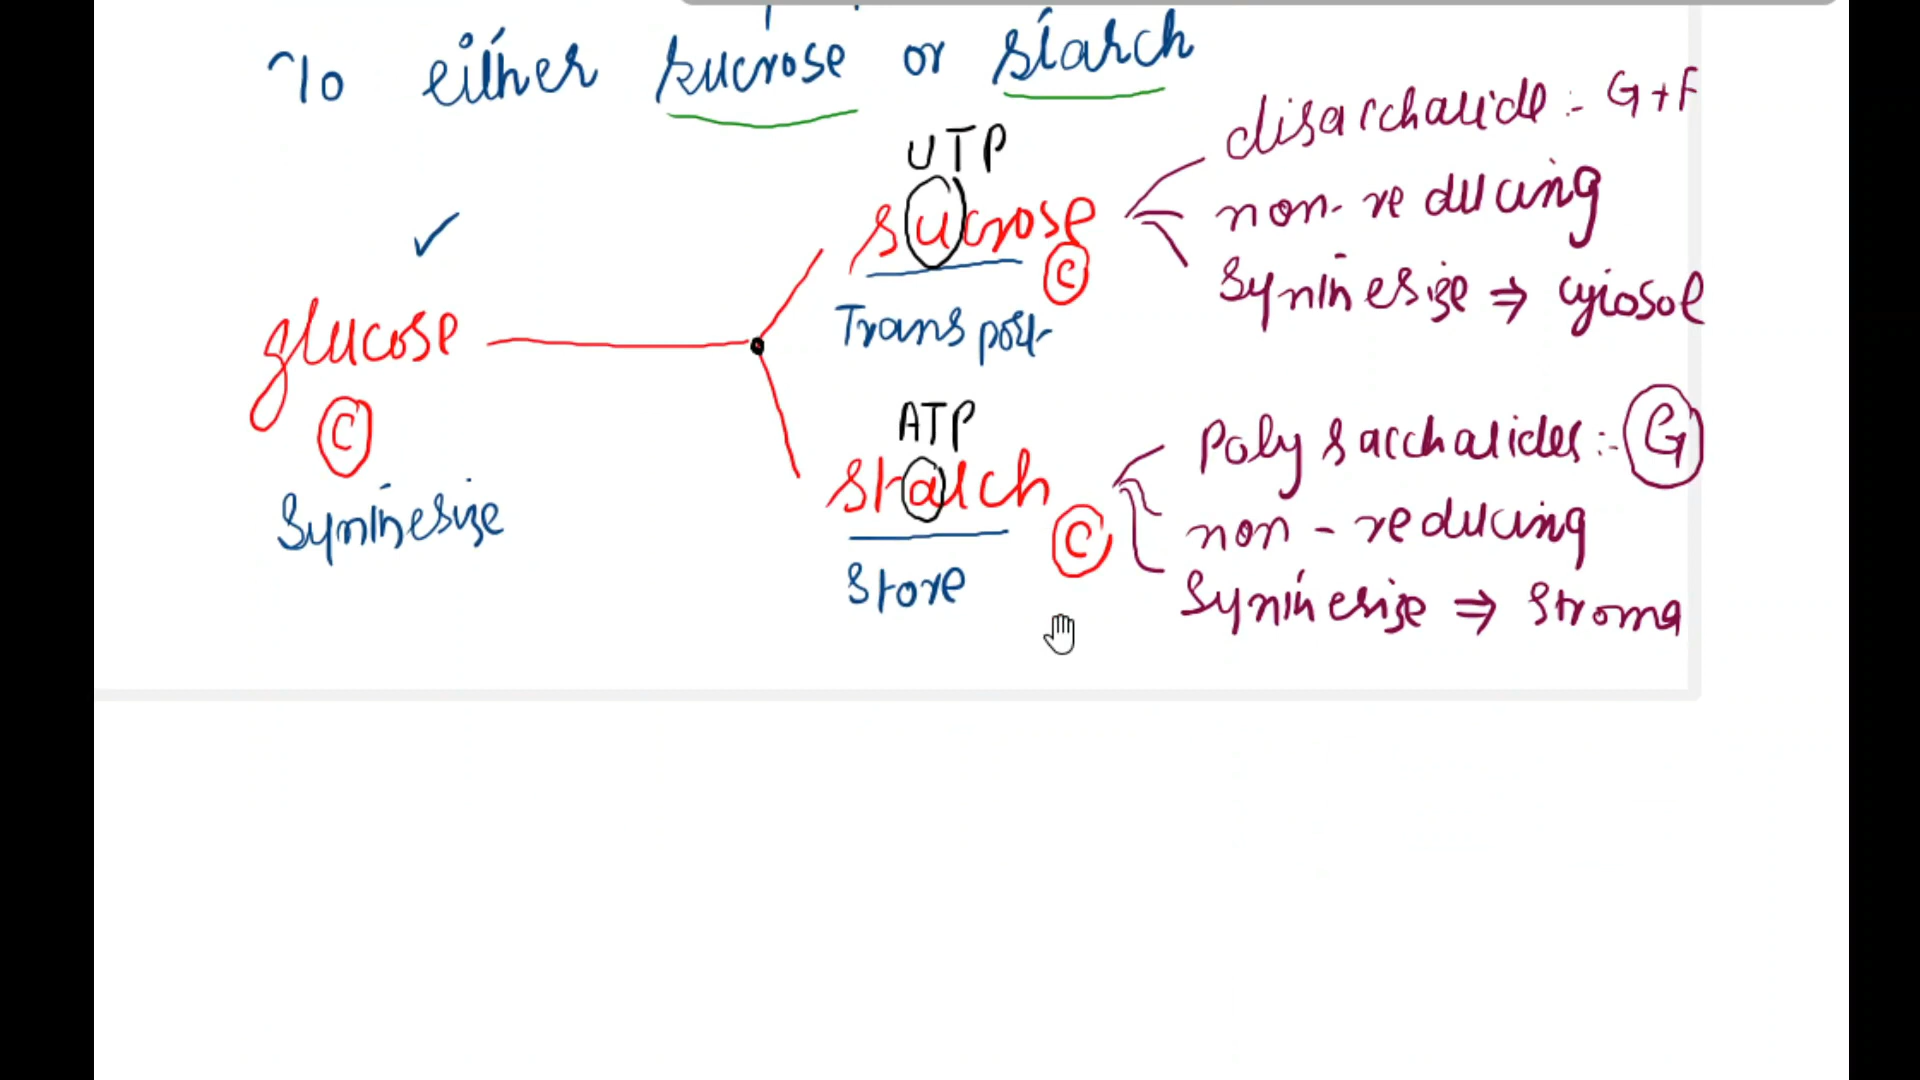 To either sucrose or starch
disarcharide :- G+F
UTP
non-reducing
sucrose
synthesize ⇒ cytosol
C
Transport
glucose
C
synthesize
ATP
Polysaccharides :- G
starch
non-reducing
C
synthesize ⇒ stroma
store